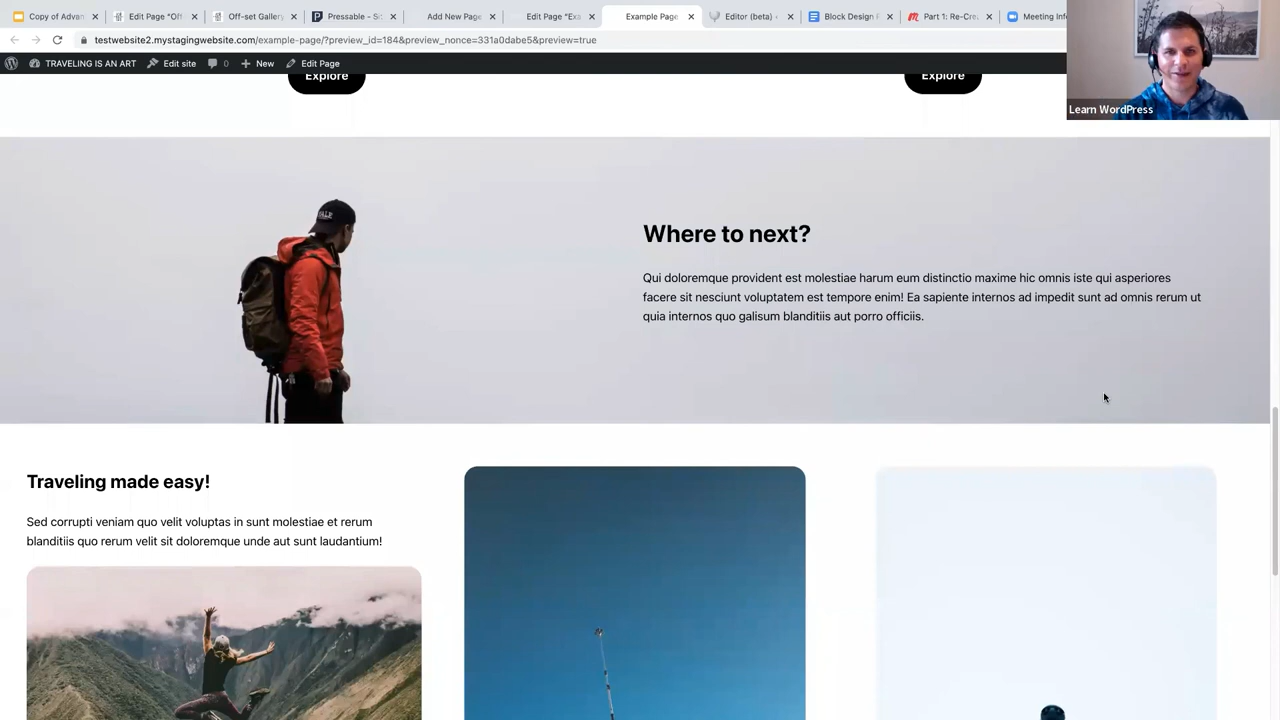 Copy of Advan
Edit Page "Off
Off-set Gallery
Pressable - Sc
Add New Page
Edit Page "Exa
Example Page
Editor (beta)
Block Design F
Part 1: Re-Cre
Meeting Inf
testwebsite2.mystagingwebsite.com/example-page/?preview_id=184&preview_nonce=331a0dabe5&preview=true
TRAVELING IS AN ART
Edit site
0
New
Edit Page
Learn WordPress
Explore
Explore
Where to next?
Qui doloremque provident est molestiae harum eum distinctio maxime hic omnis iste qui asperiores
facere sit nesciunt voluptatem est tempore enim! Ea sapiente internos ad impedit sunt ad omnis rerum ut
quia internos quo galisum blanditiis aut porro officiis.
Traveling made easy!
Sed corrupti veniam quo velit voluptas in sunt molestiae et rerum
blanditiis quo rerum velit sit doloremque unde aut sunt laudantium!